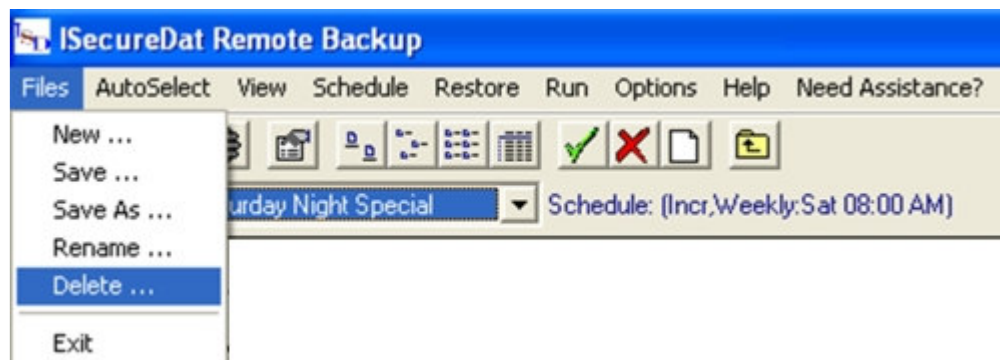 ISecureDat Remote Backup
Files AutoSelect View Schedule Restore Run Options Help Need Assistance?
New ...
Save ...
Save As ...
urday Night Special Schedule: (Incr,Weekly:Sat 08:00 AM)
Rename ...
Delete ...
Exit